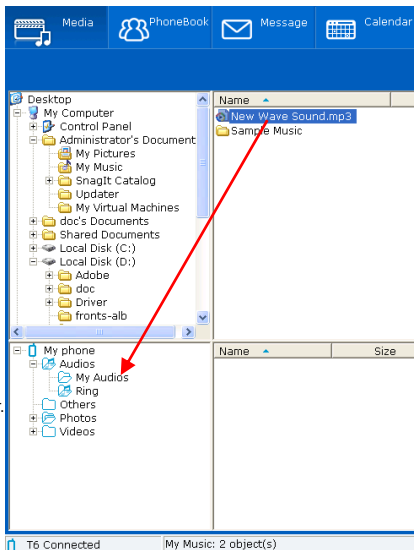 Media PhoneBook Message Calendar
Desktop
My Computer
Control Panel
Administrator's Document
My Pictures
My Music
SnagIt Catalog
Updater
My Virtual Machines
doc's Documents
Shared Documents
Local Disk (C:)
Local Disk (D:)
Adobe
doc
Driver
fronts-alb
Name
New Wave Sound.mp3
Sample Music
My phone
Audios
My Audios
Ring
Others
Photos
Videos
Name Size
T6 Connected My Music: 2 object(s)